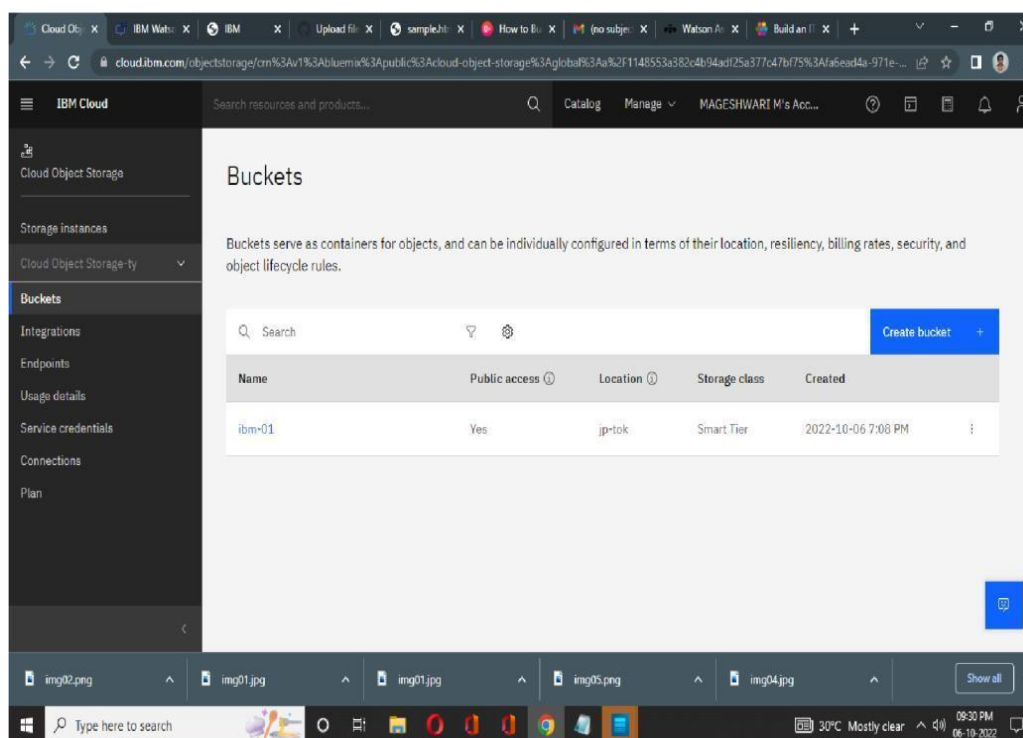 Cloud Obj IBM Wats IBM Upload file sample.ht How to Bu (no subjec Watson As Build an
cloud.ibm.com/objectstorage/crn%3Av1%3Abluemix%3Apublic%3Acloud-object-storage%3Aglobal%3Aa%2F1148553a382c4b94adf25a377c47bf75%3Afa6ead4a-971e-...
IBM Cloud Search resources and products... Catalog Manage MAGESHWARI M's Acc...
Cloud Object Storage
Storage instances
Cloud Object Storage-ty
Buckets
Integrations
Endpoints
Usage details
Service credentials
Connections
Plan
Buckets
Buckets serve as containers for objects, and can be individually configured in terms of their location, resiliency, billing rates, security, and
object lifecycle rules.
Search Create bucket +
Name Public access Location Storage class Created
ibm-01 Yes jp-tok Smart Tier 2022-10-06 7:08 PM
img02.png img01.jpg img01.jpg img05.png img04.jpg Show all
Type here to search 30°C Mostly clear 09:30 PM
06-10-2022